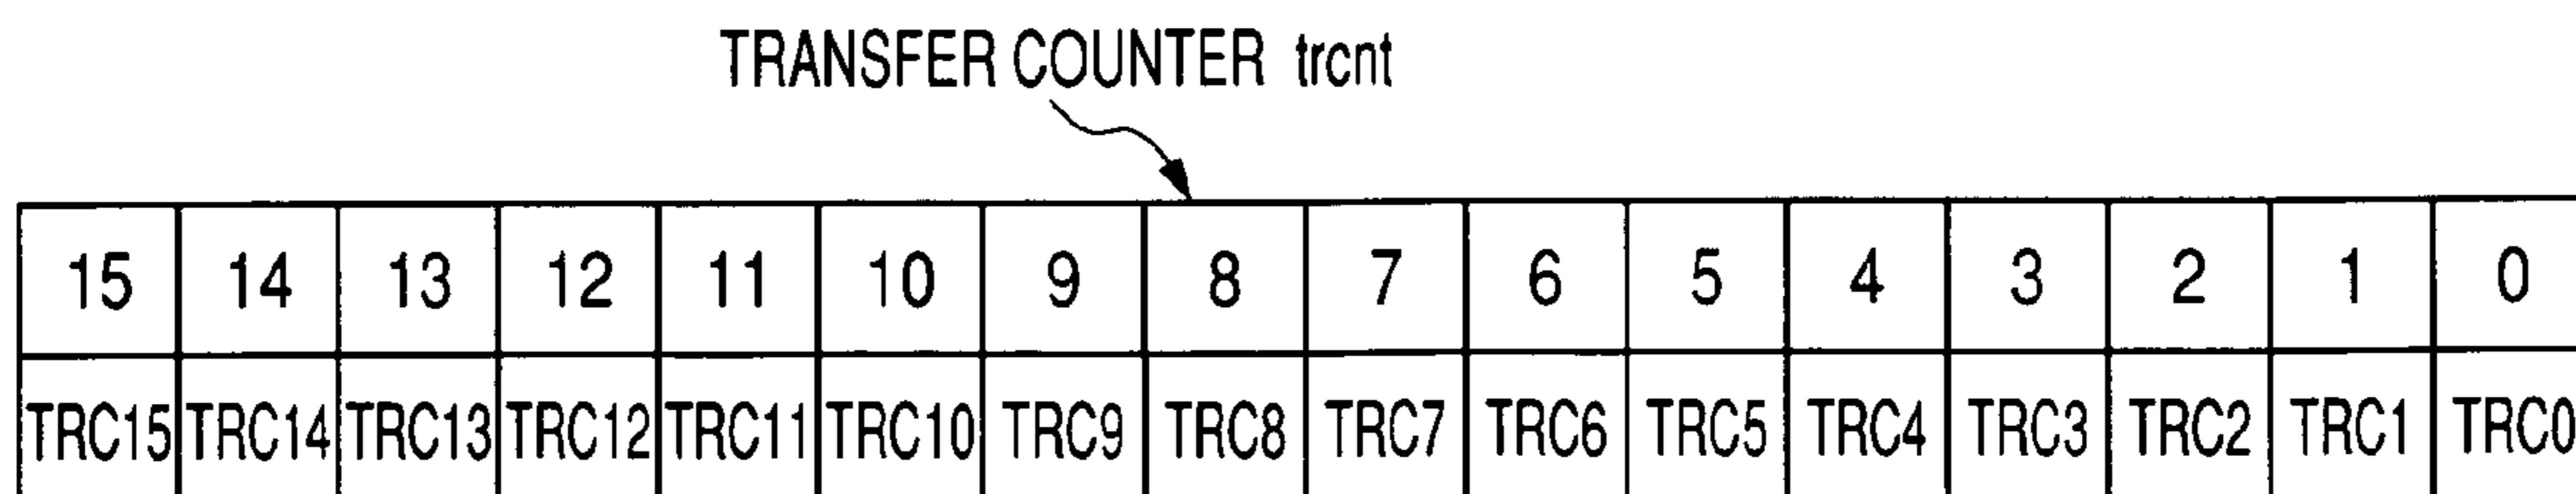 TRANSFER COUNTER trcnt
15 14 13 12 11 10 9 8 7 6 5 4 3 2 1 0
TRC15 TRC14 TRC13 TRC12 TRC11 TRC10 TRC9 TRC8 TRC7 TRC6 TRC5 TRC4 TRC3 TRC2 TRC1 TRC0